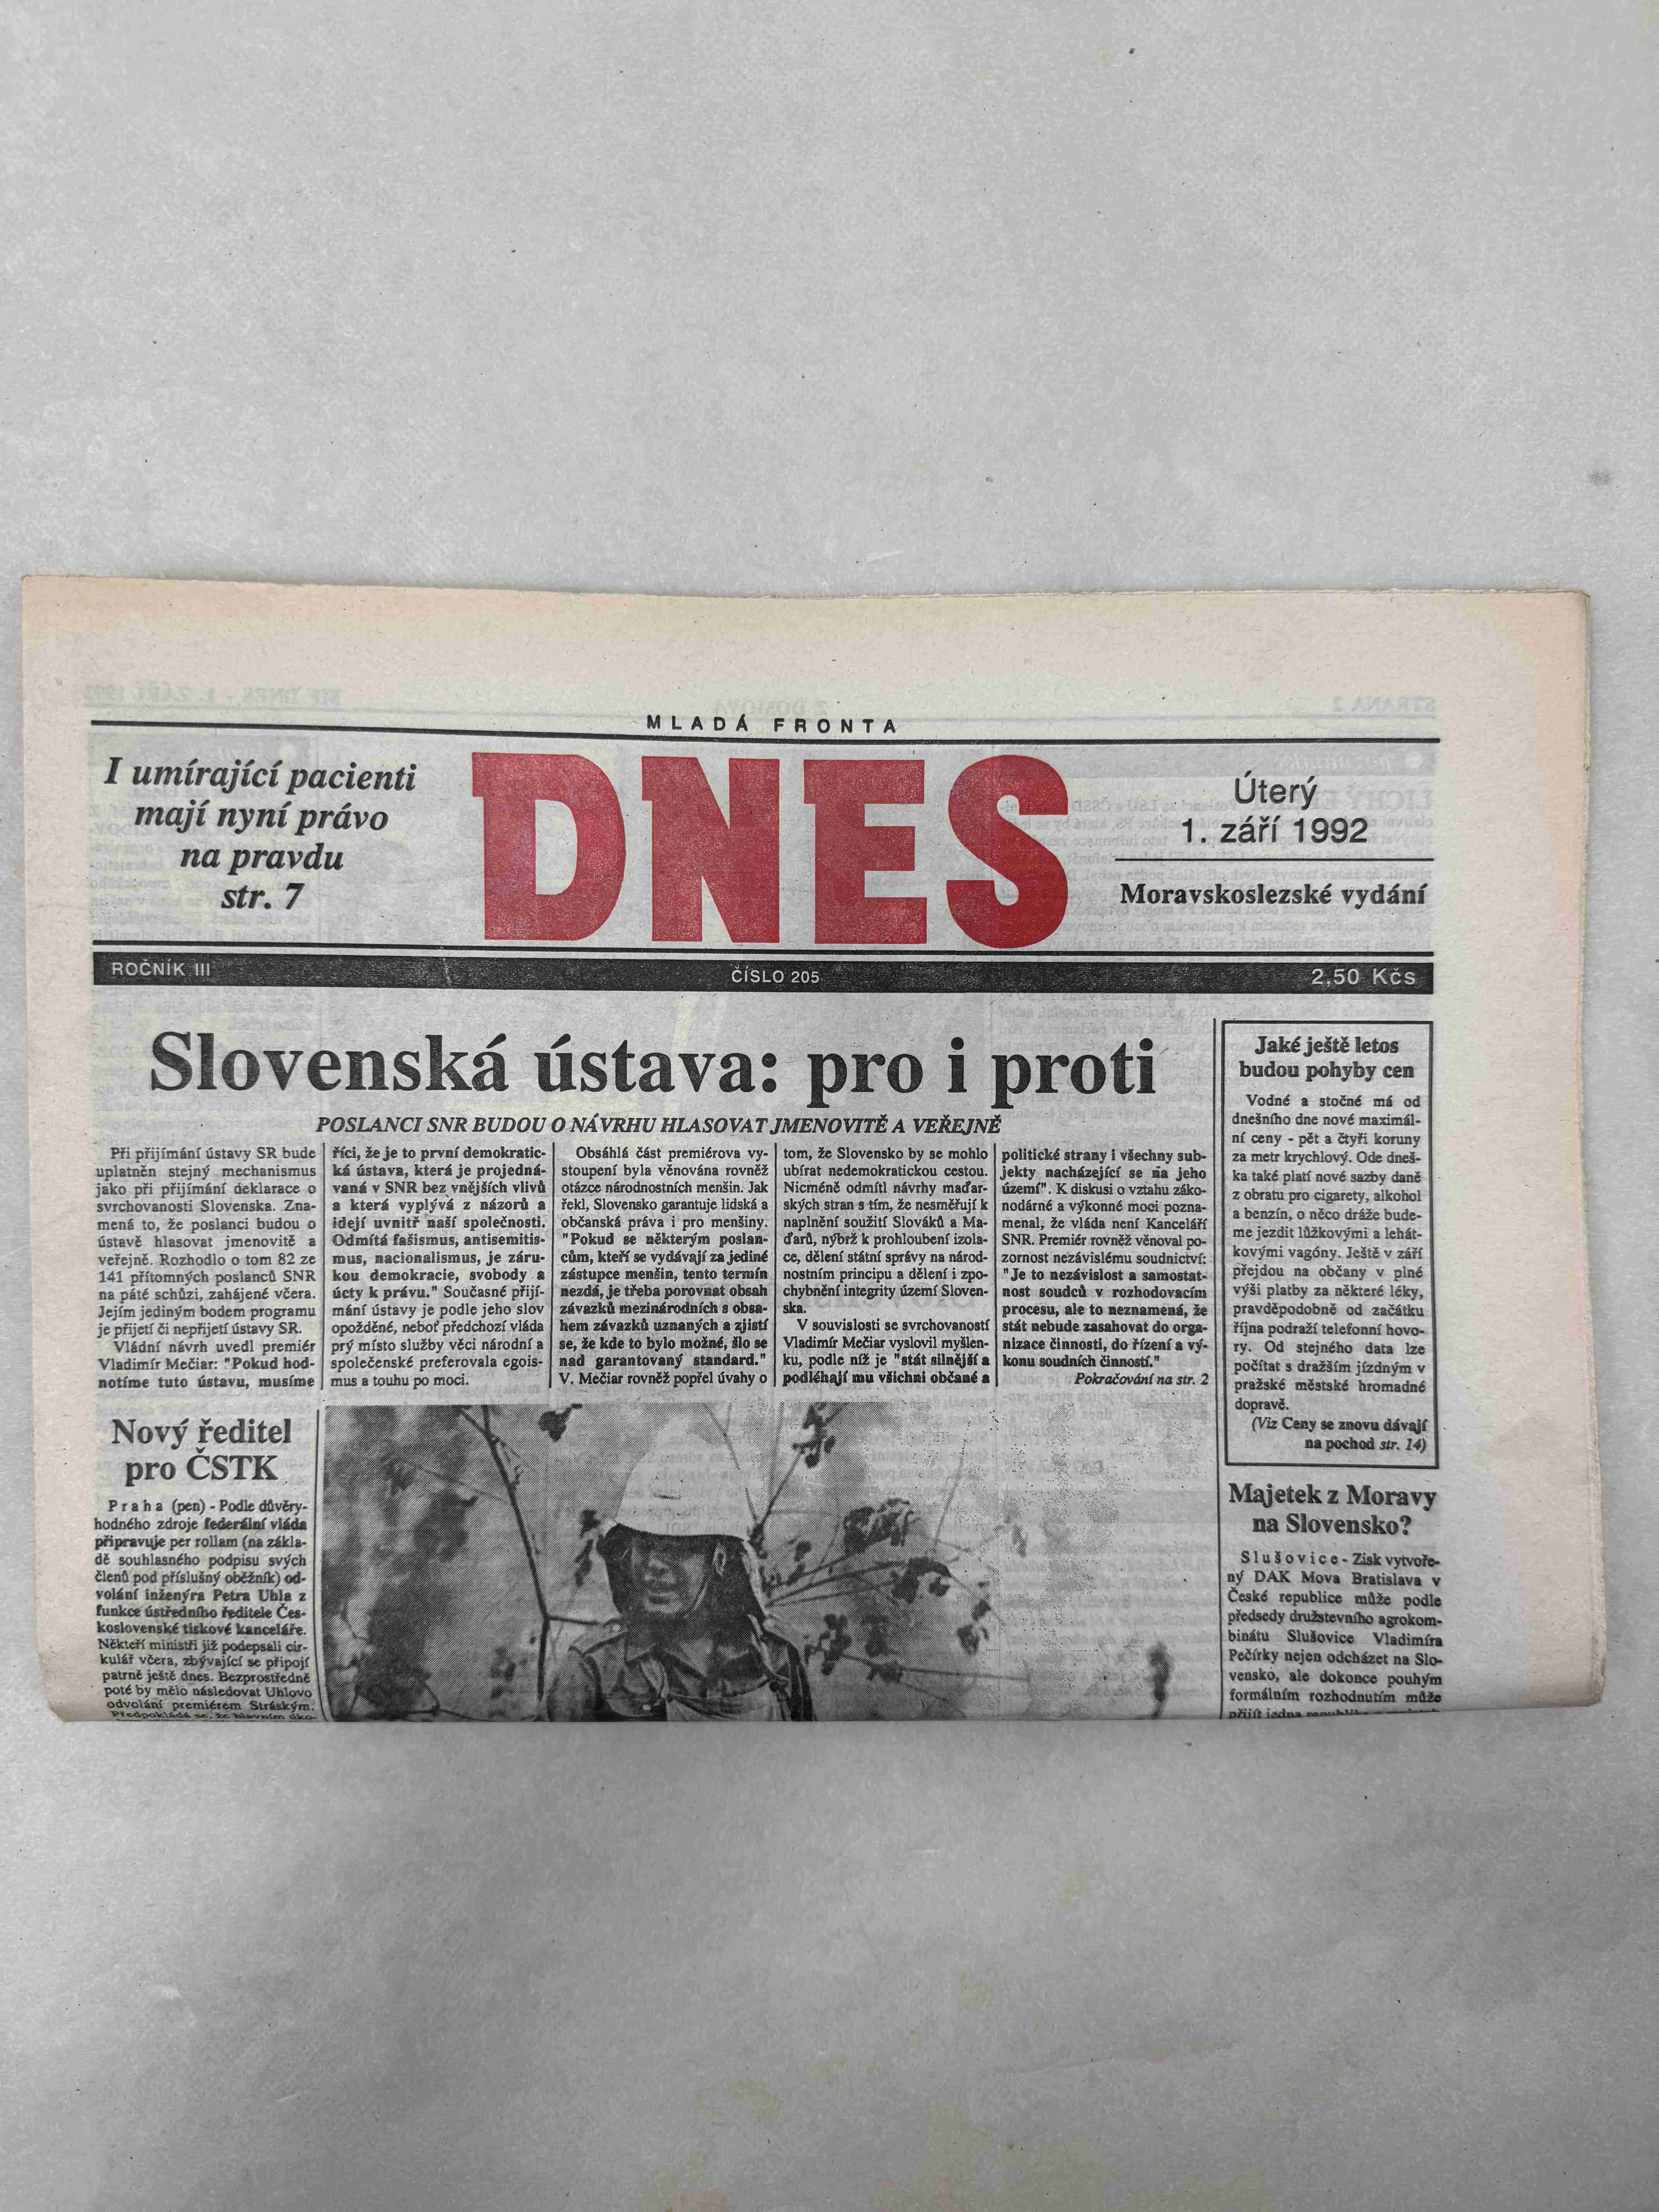 MLADÁ FRONTA
I umírající pacienti
mají nyní právo
na pravdu
str. 7
DNES
Úterý
1. září 1992
Moravskoslezské vydání
ROČNÍK III
ČÍSLO 205
2,50 Kčs
Slovenská ústava: pro i proti
POSLANCI SNR BUDOU O NÁVRHU HLASOVAT JMENOVITĚ A VEŘEJNĚ
Při přijímání ústavy SR bude
uplatněn stejný mechanismus
jako při přijímání deklarace o
svrchovanosti Slovenska. Zna-
mená to, že poslanci budou o
ústavě hlasovat jmenovitě a
veřejně. Rozhodlo o tom 82 ze
141 přítomných poslanců SNR
na páté schůzi, zahájené včera.
Jejím jediným bodem programu
je přijetí či nepřijetí ústavy SR.
Vládní návrh uvedl premiér
Vladimír Mečiar: "Pokud hod-
notíme tuto ústavu, musíme
říci, že je to první demokratic-
ká ústava, která je projedná-
vaná v SNR bez vnějších vlivů
a která vyplývá z názorů a
idejí uvnitř naší společnosti.
Odmítá fašismus, antisemitis-
mus, nacionalismus, je záru-
kou demokracie, svobody a
úcty k právu." Současné přijí-
mání ústavy je podle jeho slov
opožděné, neboť předchozí vláda
prý místo služby věci národní a
společenské preferovala egois-
mus a touhu po moci.
Obsáhlá část premiérova vy-
stoupení byla věnována rovněž
otázce národnostních menšin. Jak
řekl, Slovensko garantuje lidská a
občanská práva i pro menšiny.
"Pokud se některým poslan-
cům, kteří se vydávají za jediné
zástupce menšin, tento termín
nezdá, je třeba porovnat obsah
závazků mezinárodních s obsa-
hem závazků uznaných a zjistí
se, že kde to bylo možné, šlo se
nad garantovaný standard."
V. Mečiar rovněž popřel úvahy o
tom, že Slovensko by se mohlo
ubírat nedemokratickou cestou.
Nicméně odmítl návrhy maďar-
ských stran s tím, že nesměřují k
naplnění soužití Slováků a Ma-
ďarů, nýbrž k prohloubení izola-
ce, dělení státní správy na národ-
nostním principu a dělení i zpo-
chybnění integrity území Sloven-
ska.
V souvislosti se svrchovaností
Vladimír Mečiar vyslovil myšlen-
ku, podle níž je "stát silnější a
podléhají mu všichni občané a
politické strany i všechny sub-
jekty nacházející se na jeho
území". K diskusi o vztahu záko-
nodárné a výkonné moci pozna-
menal, že vláda není Kanceláří
SNR. Premiér rovněž věnoval po-
zornost nezávislému soudnictví:
"Je to nezávislost a samostat-
nost soudců v rozhodovacím
procesu, ale to neznamená, že
stát nebude zasahovat do orga-
nizace činnosti, do řízení a vý-
konu soudních činností."
Pokračování na str. 2
Jaké ještě letos
budou pohyby cen
Vodné a stočné má od
dnešního dne nové maximál-
ní ceny - pět a čtyři koruny
za metr krychlový. Ode dneš-
ka také platí nové sazby daně
z obratu pro cigarety, alkohol
a benzín, o něco dráže bude-
me jezdit lůžkovými a lehát-
kovými vagóny. Ještě v září
přejdou na občany v plné
výši platby za některé léky,
pravděpodobně od začátku
října podraží telefonní hovo-
ry. Od stejného data lze
počítat s dražším jízdným v
pražské městské hromadné
dopravě.
(Viz Ceny se znovu dávají
na pochod str. 14)
Nový ředitel
pro ČSTK
Praha (pen) - Podle důvěry-
hodného zdroje federální vláda
připravuje per rollam (na zákla-
dě souhlasného podpisu svých
členů pod příslušný oběžník) od-
volání inženýra Petra Uhla z
funkce ústředního ředitele Čes-
koslovenské tiskové kanceláře.
Někteří ministři již podepsali cir-
kulář včera, zbývající se připojí
patrně ještě dnes. Bezprostředně
poté by mělo následovat Uhlovo
odvolání premiérem Stráským.
Předpokládá se, že hlavním úko-
Majetek z Moravy
na Slovensko?
Slušovice - Zisk vytvoře-
ný DAK Mova Bratislava v
České republice může podle
předsedy družstevního agrokom-
binátu Slušovice Vladimíra
Pečírky nejen odcházet na Slo-
vensko, ale dokonce pouhým
formálním rozhodnutím může
přijít jedna republika